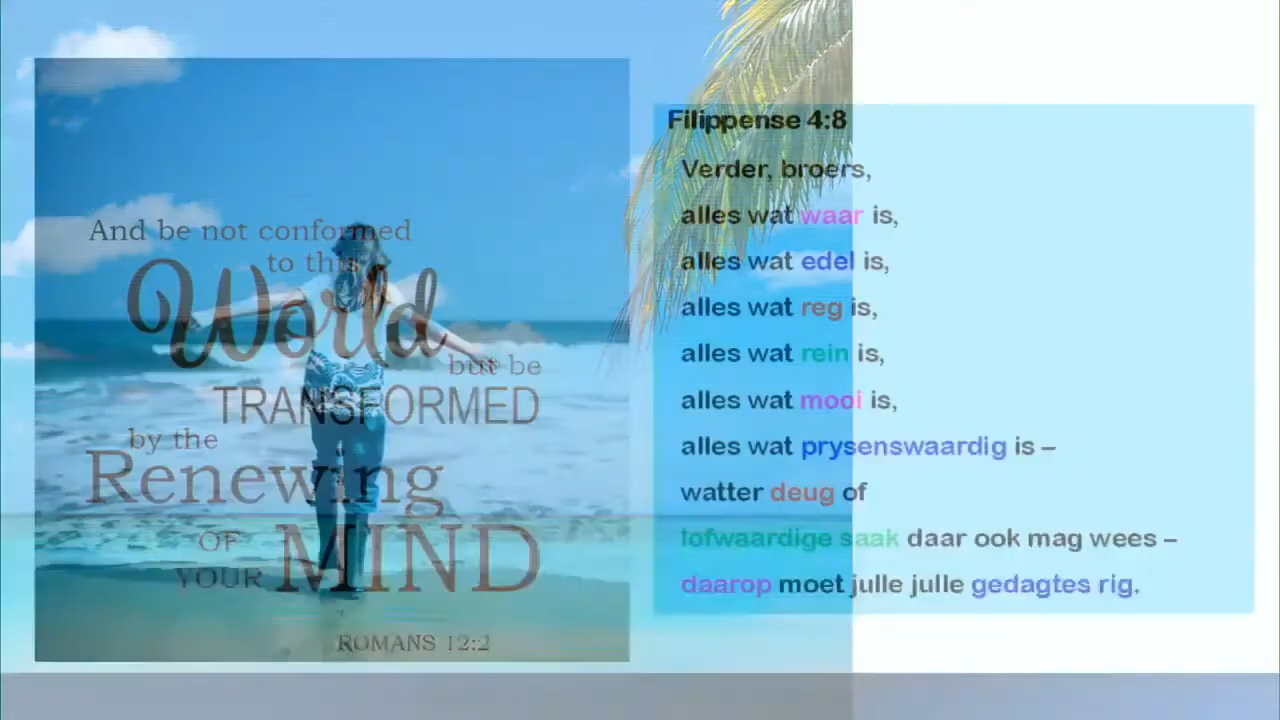 And be not conformed
to this
World
but be
TRANSFORMED
by the
Renewing
OF
YOUR MIND
ROMANS 12:2
Filippense 4:8
Verder, broers,
alles wat waar is,
alles wat edel is,
alles wat reg is,
alles wat rein is,
alles wat mooi is,
alles wat prysenswaardig is –
watter deug of
lofwaardige saak daar ook mag wees –
daarop moet julle julle gedagtes rig.